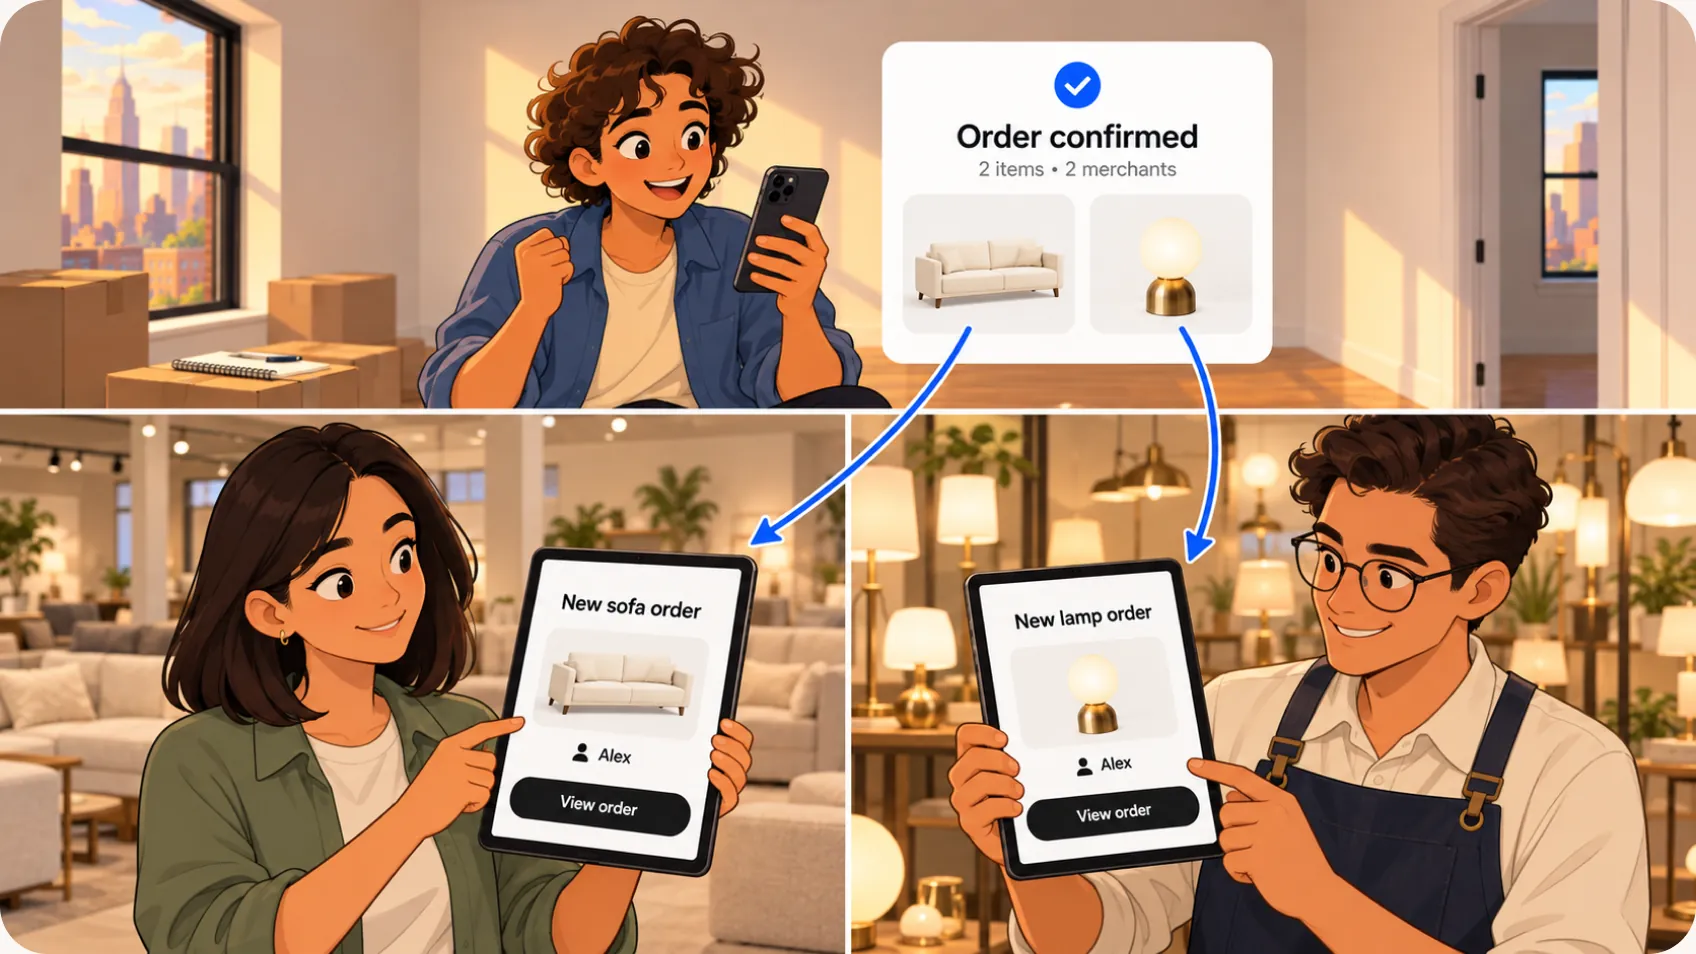 Order confirmed
2 items • 2 merchants
New sofa order
Alex
View order
New lamp order
Alex
View order